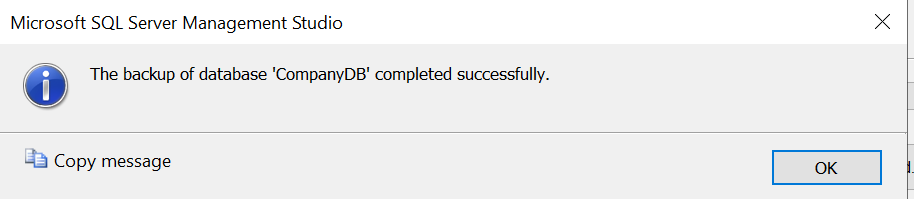 Microsoft SQL Server Management Studio
The backup of database 'CompanyDB' completed successfully.
Copy message
OK